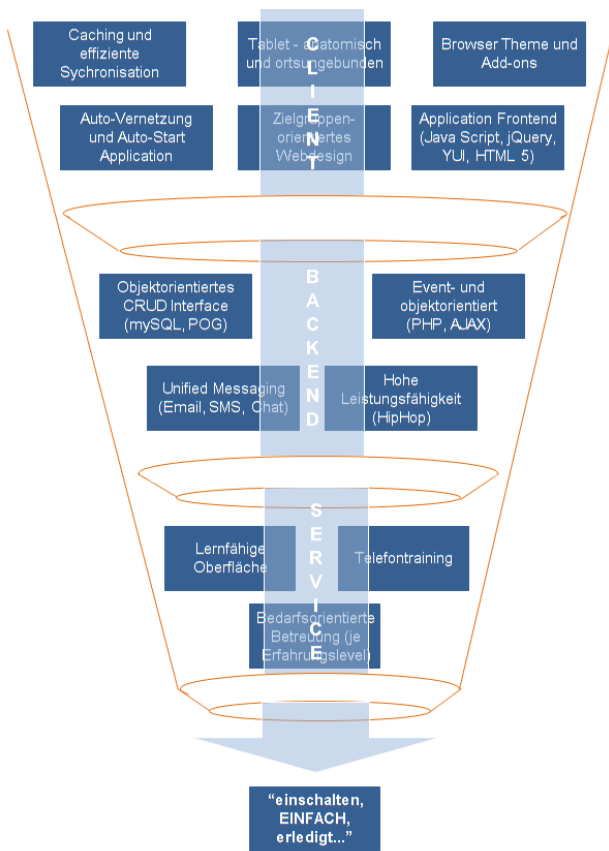 Caching und
effiziente
Sychronisation
Tablet - anatomisch
und ortsungebunden
Browser Theme und
Add-ons
Auto-Vernetzung
und Auto-Start
Application
Zielgruppen-
orientiertes
Webdesign
Application Frontend
(Java Script, jQuery,
YUI, HTML 5)
CLIENT
Objektorientiertes
CRUD Interface
(mySQL, POG)
Event- und
objektorientiert
(PHP, AJAX)
Unified Messaging
(Email, SMS, Chat)
Hohe
Leistungsfähigkeit
(HipHop)
BACKEND
Lernfähige
Oberfläche
Telefontraining
Bedarfsorientierte
Betreuung (je
Erfahrungslevel)
SERVICE
“einschalten,
EINFACH,
erledigt...”